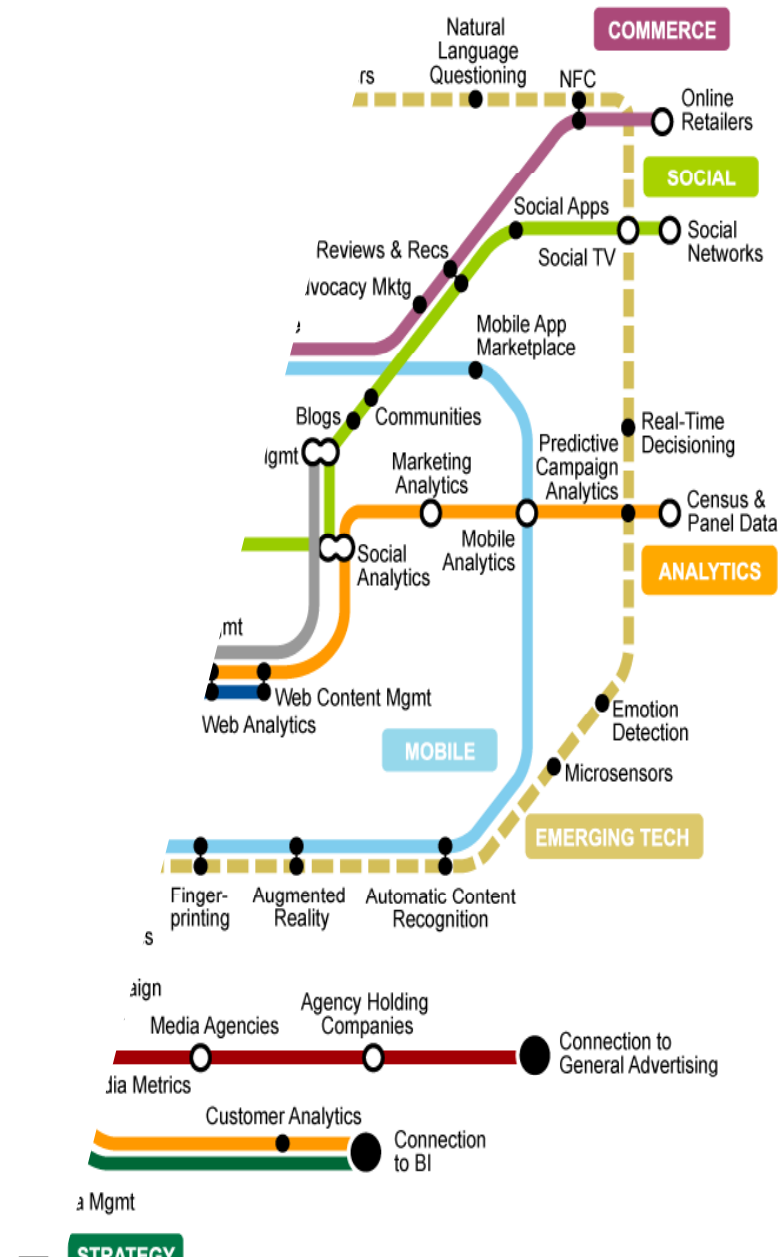 COMMERCE
Natural
Language
Questioning
rs
NFC
Online
Retailers
SOCIAL
Social Apps
Social TV
Social
Networks
Reviews & Recs
vocacy Mktg
Mobile App
Marketplace
Blogs
Communities
gmt
Marketing
Analytics
Predictive
Campaign
Analytics
Real-Time
Decisioning
Census &
Panel Data
Mobile
Analytics
Social
Analytics
ANALYTICS
mt
Web Content Mgmt
Web Analytics
MOBILE
Emotion
Detection
Microsensors
EMERGING TECH
Finger-
printing
Augmented
Reality
Automatic Content
Recognition
s
aign
Media Agencies
Agency Holding
Companies
Connection to
General Advertising
dia Metrics
Customer Analytics
Connection
to BI
a Mgmt
STRATEGY